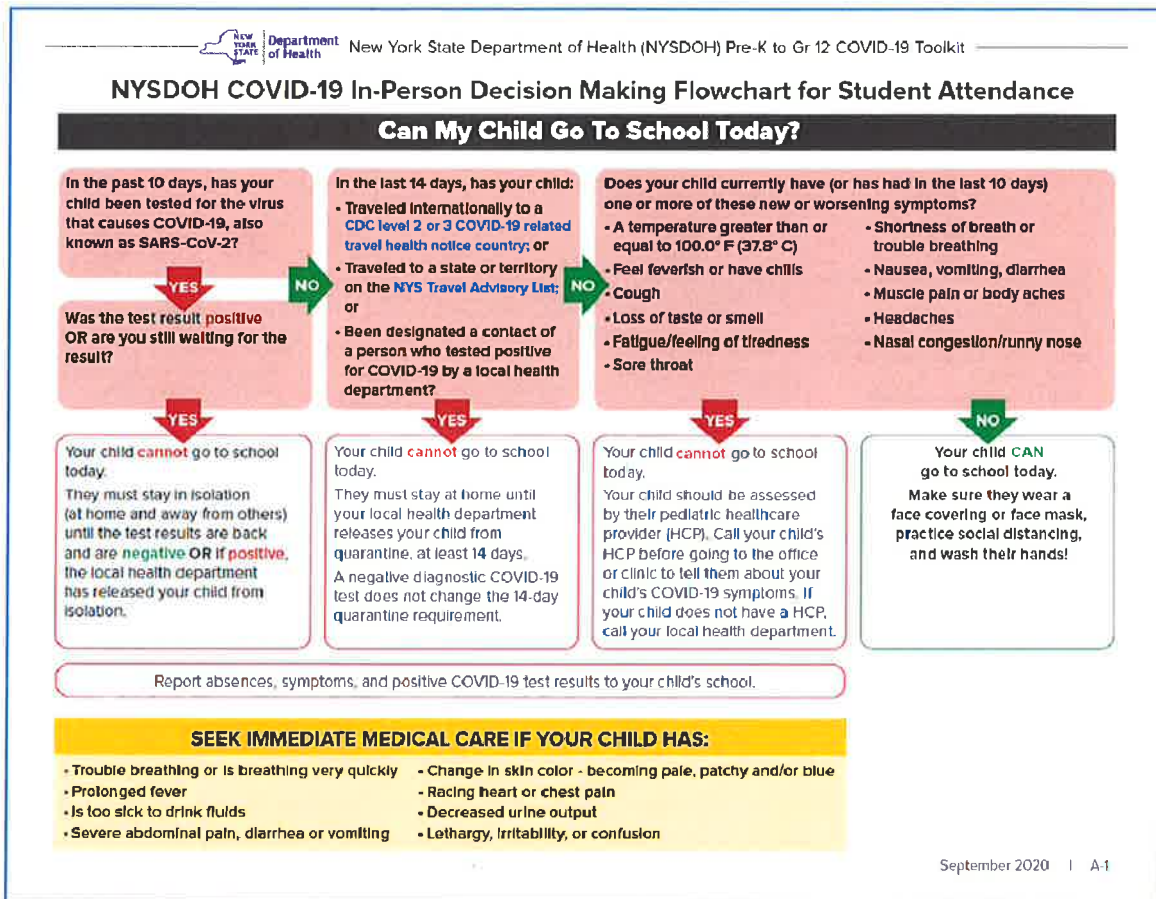 NEW YORK STATE
Department of Health
New York State Department of Health (NYSDOH) Pre-K to Gr 12 COVID-19 Toolkit
NYSDOH COVID-19 In-Person Decision Making Flowchart for Student Attendance
Can My Child Go To School Today?
In the past 10 days, has your
child been tested for the virus
that causes COVID-19, also
known as SARS-CoV-2?
YES
Was the test result positive
OR are you still waiting for the
result?
NO
In the last 14 days, has your child:
• Traveled internationally to a
CDC level 2 or 3 COVID-19 related
travel health notice country; or
• Traveled to a state or territory
on the NYS Travel Advisory List;
or
• Been designated a contact of
a person who tested positive
for COVID-19 by a local health
department?
NO
Does your child currently have (or has had in the last 10 days)
one or more of these new or worsening symptoms?
• A temperature greater than or
equal to 100.0° F (37.8° C)
• Feel feverish or have chills
• Cough
• Loss of taste or smell
• Fatigue/feeling of tiredness
• Sore throat
• Shortness of breath or
trouble breathing
• Nausea, vomiting, diarrhea
• Muscle pain or body aches
• Headaches
• Nasal congestion/runny nose
YES
Your child cannot go to school
today.
They must stay in isolation
(at home and away from others)
until the test results are back
and are negative OR if positive,
the local health department
has released your child from
isolation.
YES
Your child cannot go to school
today.
They must stay at home until
your local health department
releases your child from
quarantine, at least 14 days.
A negative diagnostic COVID-19
test does not change the 14-day
quarantine requirement.
YES
Your child cannot go to school
today.
Your child should be assessed
by their pediatric healthcare
provider (HCP). Call your child's
HCP before going to the office
or clinic to tell them about your
child's COVID-19 symptoms. If
your child does not have a HCP,
call your local health department.
NO
Your child CAN
go to school today.
Make sure they wear a
face covering or face mask,
practice social distancing,
and wash their hands!
Report absences, symptoms, and positive COVID-19 test results to your child's school.
SEEK IMMEDIATE MEDICAL CARE IF YOUR CHILD HAS:
• Trouble breathing or is breathing very quickly
• Prolonged fever
• Is too sick to drink fluids
• Severe abdominal pain, diarrhea or vomiting
• Change in skin color - becoming pale, patchy and/or blue
• Racing heart or chest pain
• Decreased urine output
• Lethargy, irritability, or confusion
September 2020 | A-1